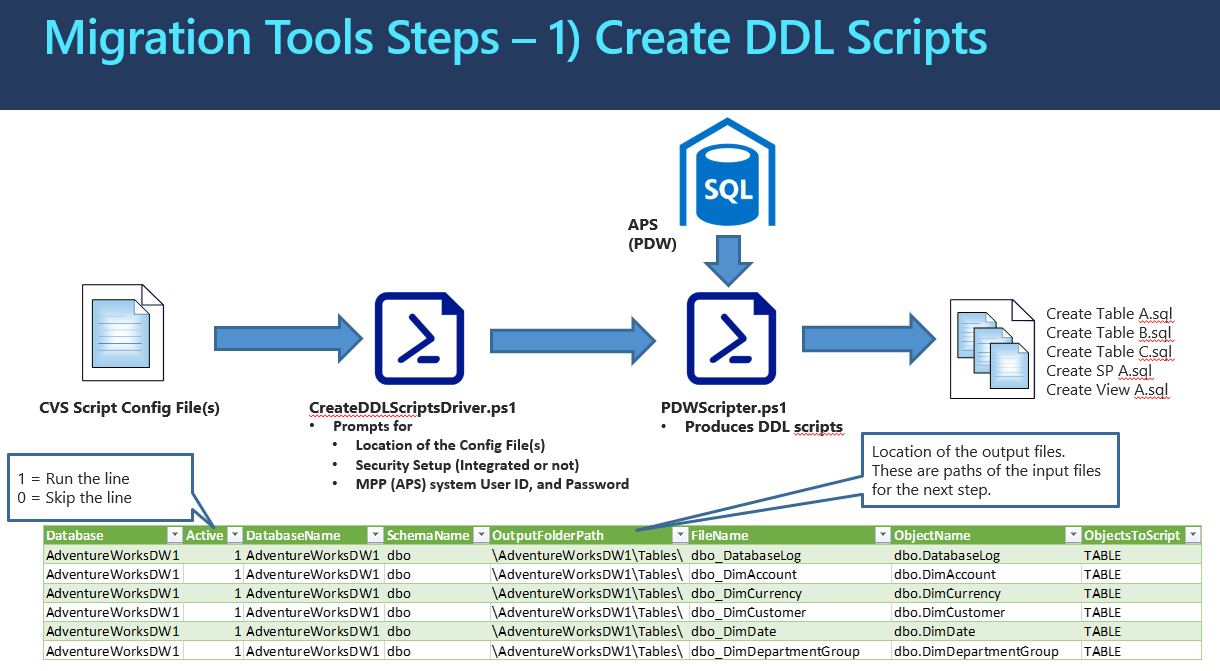 Migration Tools Steps – 1) Create DDL Scripts
SQL
APS
(PDW)
Create Table A.sql
Create Table B.sql
Create Table C.sql
Create SP A.sql
Create View A.sql
CVS Script Config File(s)
CreateDDLScriptsDriver.ps1
• Prompts for
• Location of the Config File(s)
• Security Setup (Integrated or not)
• MPP (APS) system User ID, and Password
PDWScripter.ps1
• Produces DDL scripts
1 = Run the line
0 = Skip the line
Location of the output files.
These are paths of the input files
for the next step.
Database Active DatabaseName SchemaName OutputFolderPath FileName ObjectName ObjectsToScript
AdventureWorksDW1 1 AdventureWorksDW1 dbo \AdventureWorksDW1\Tables\ dbo_DatabaseLog dbo.DatabaseLog TABLE
AdventureWorksDW1 1 AdventureWorksDW1 dbo \AdventureWorksDW1\Tables\ dbo_DimAccount dbo.DimAccount TABLE
AdventureWorksDW1 1 AdventureWorksDW1 dbo \AdventureWorksDW1\Tables\ dbo_DimCurrency dbo.DimCurrency TABLE
AdventureWorksDW1 1 AdventureWorksDW1 dbo \AdventureWorksDW1\Tables\ dbo_DimCustomer dbo.DimCustomer TABLE
AdventureWorksDW1 1 AdventureWorksDW1 dbo \AdventureWorksDW1\Tables\ dbo_DimDate dbo.DimDate TABLE
AdventureWorksDW1 1 AdventureWorksDW1 dbo \AdventureWorksDW1\Tables\ dbo_DimDepartmentGroup dbo.DimDepartmentGroup TABLE